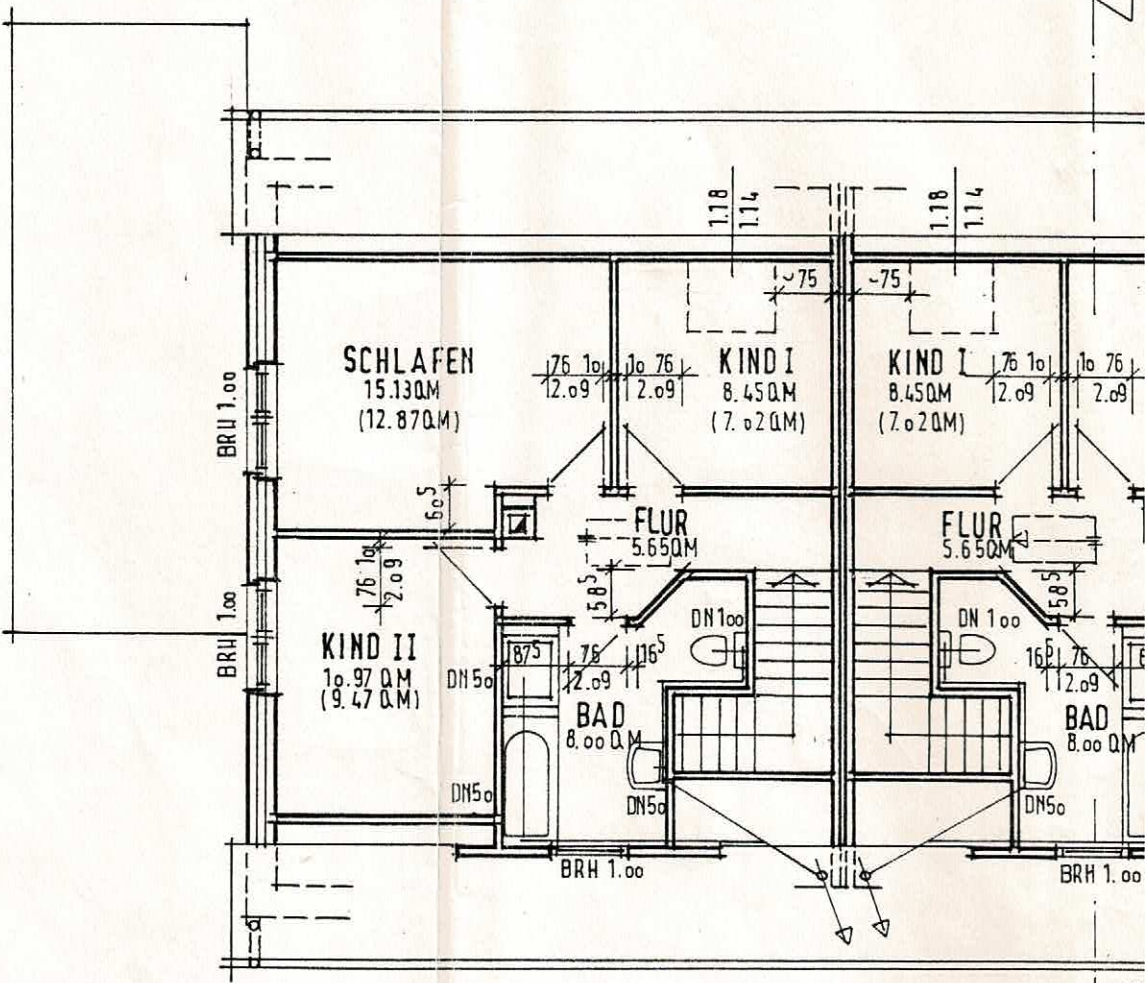 1.18
1.14
1.18
1.14
~75
~75
SCHLAFEN
15.13QM
(12.87QM)
76 1o
2.o9
1o 76
2.o9
KIND I
8.45QM
(7.o2QM)
KIND I
8.45QM
(7.o2QM)
76 1o
2.o9
1o 76
2.o9
BRH 1.oo
6o5
FLUR
5.65QM
FLUR
5.65QM
76 1o
2.o9
585
585
BRH 1.oo
KIND II
1o.97 QM
(9.47 QM)
DN5o
875
76
2.o9
165
DN1oo
DN 1oo
165
76
2.o9
BAD
8.oo QM
BAD
8.oo QM
DN5o
DN5o
DN5o
BRH 1.oo
BRH 1.oo